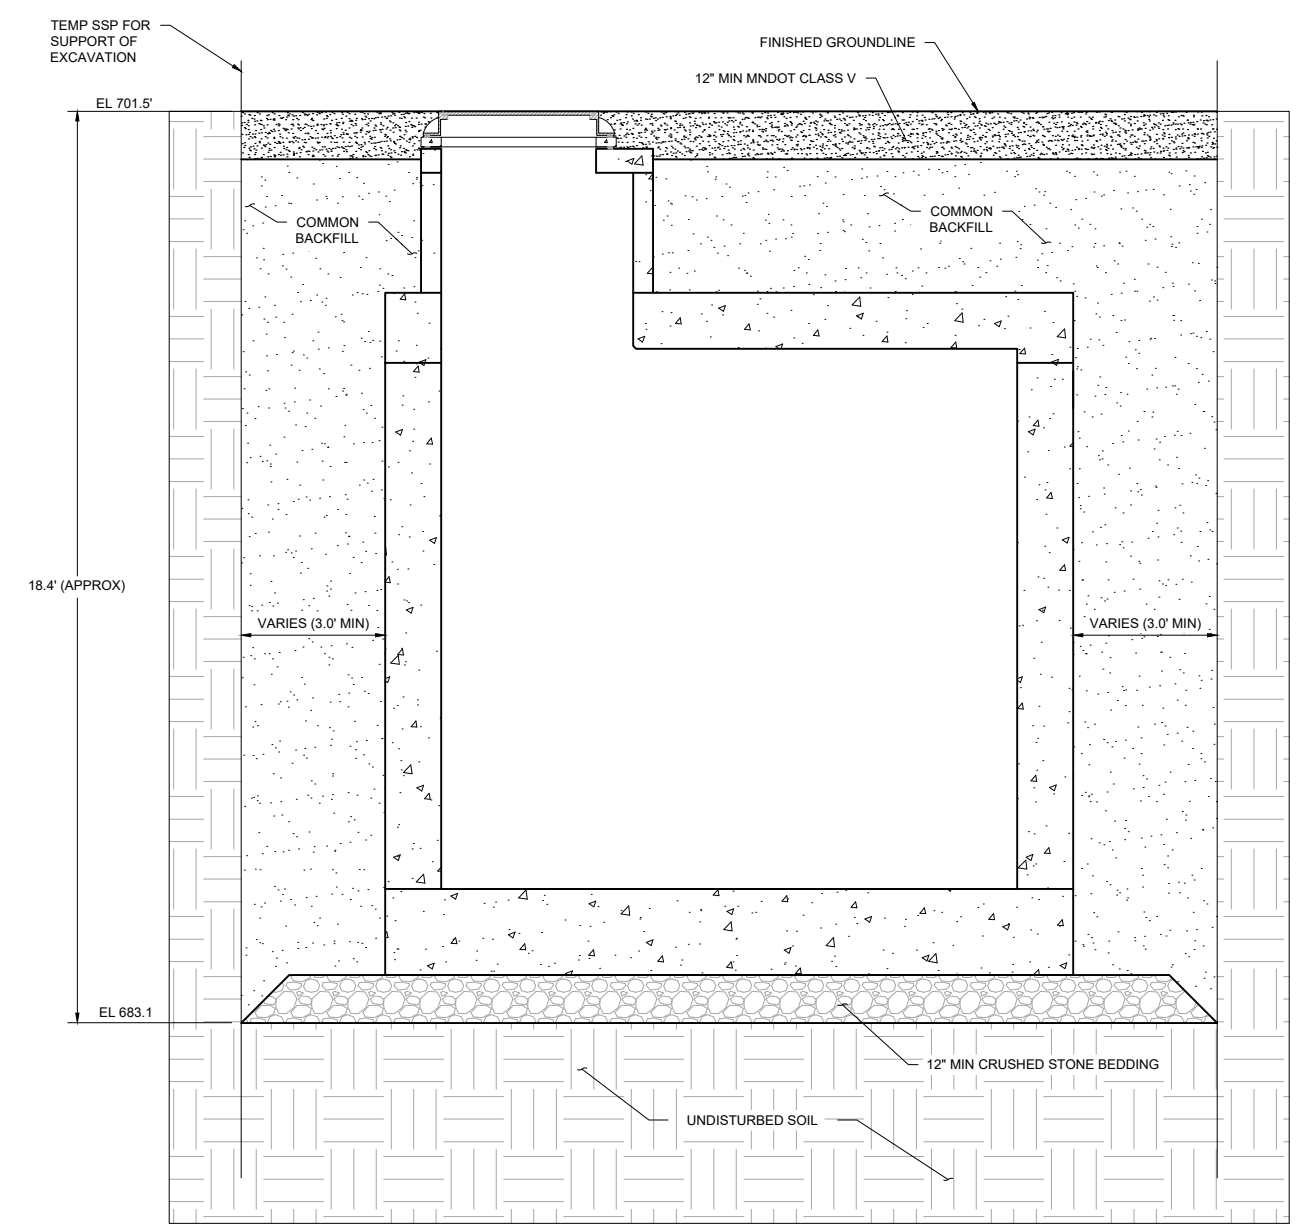 TEMP SSP FOR
SUPPORT OF
EXCAVATION
FINISHED GROUNDLINE
12" MIN MNDOT CLASS V
EL 701.5'
COMMON
BACKFILL
COMMON
BACKFILL
18.4' (APPROX)
VARIES (3.0' MIN)
VARIES (3.0' MIN)
EL 683.1
12" MIN CRUSHED STONE BEDDING
UNDISTURBED SOIL